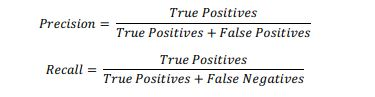 Precision = True Positives / True Positives + False Positives
Recall = True Positives / True Positives + False Negatives